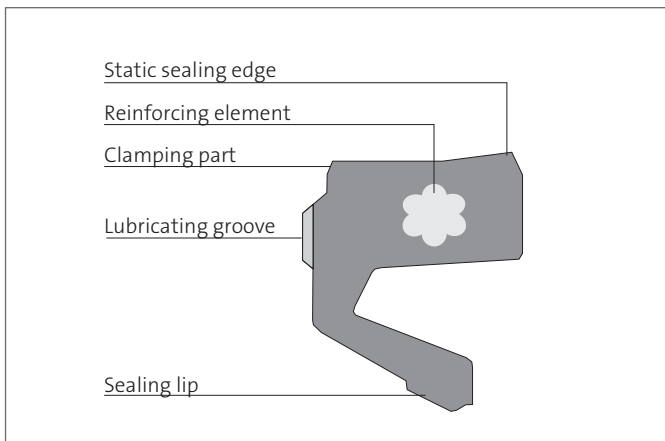 Static sealing edge
Reinforcing element
Clamping part
Lubricating groove
Sealing lip